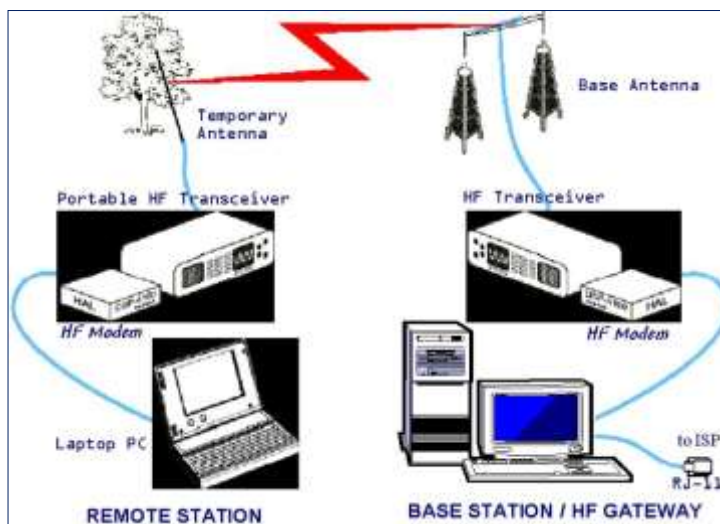 Temporary
Antenna
Base Antenna
Portable HF Transceiver
HF Transceiver
HAL
HAL
HF Modem
HF Modem
Laptop PC
to ISP
RJ-11
REMOTE STATION
BASE STATION / HF GATEWAY